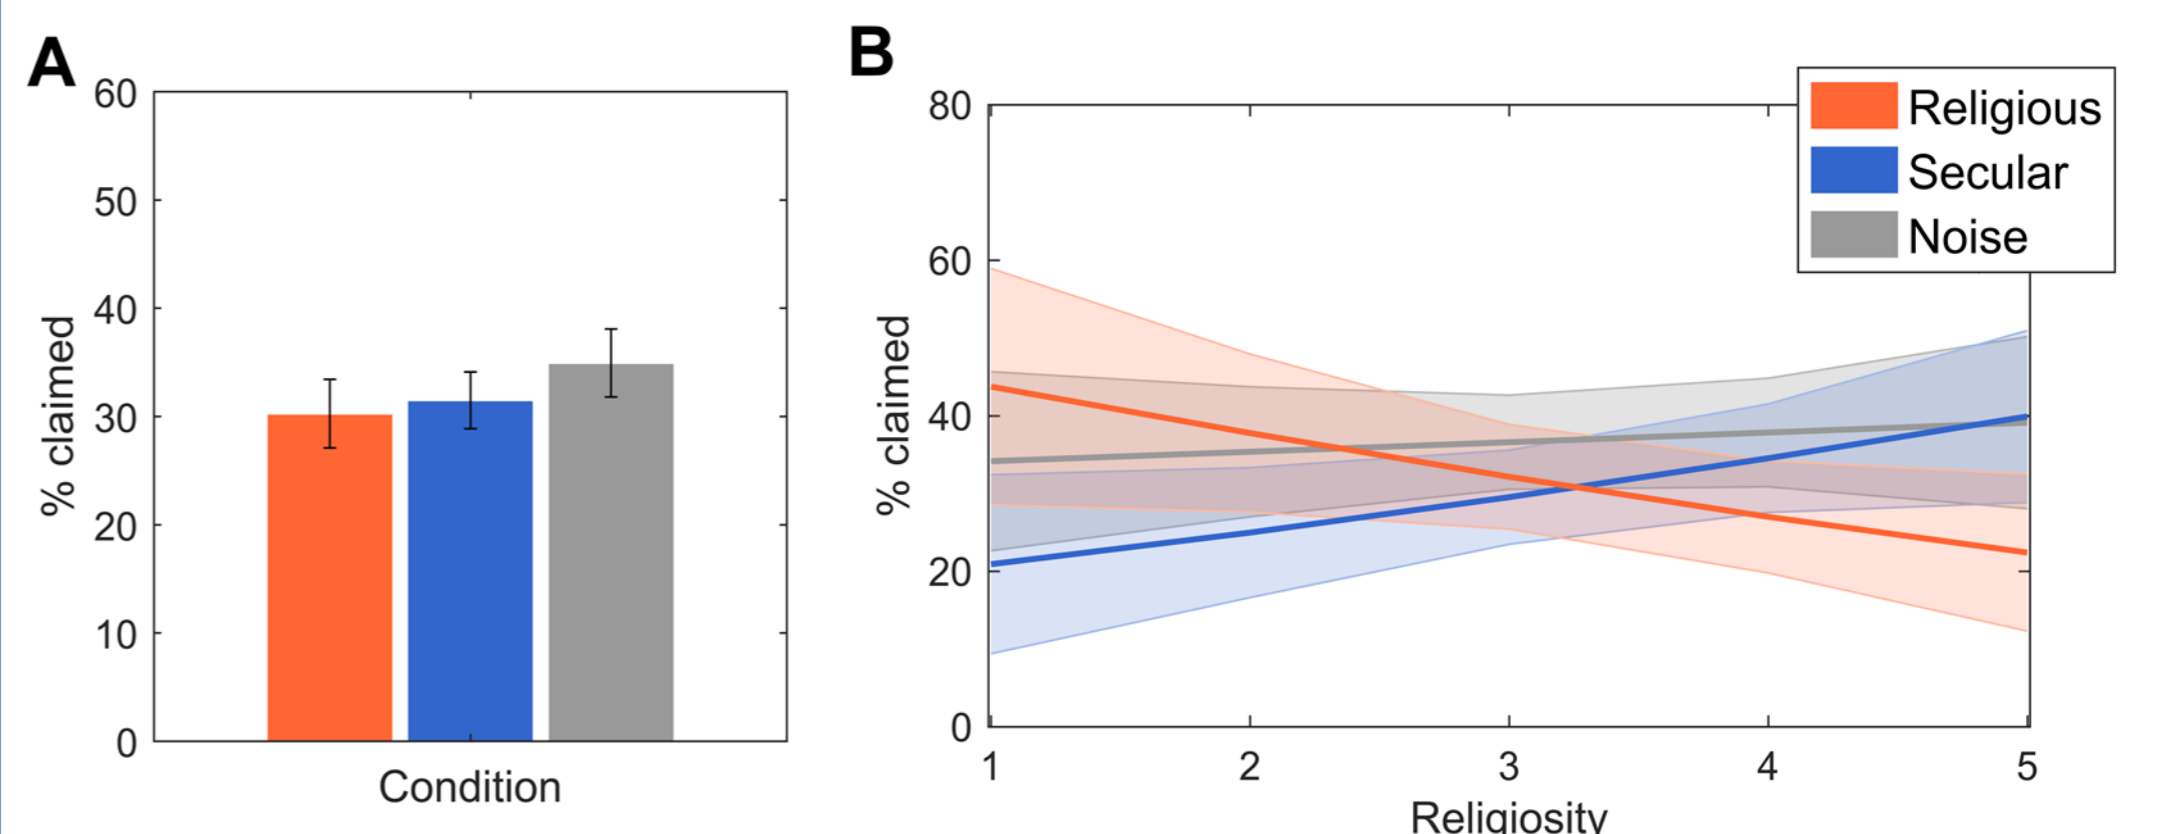 A
60
50
40
30
20
10
0
% claimed
Condition
B
80
60
40
20
0
% claimed
1 2 3 4 5
Religiosity
Religious
Secular
Noise